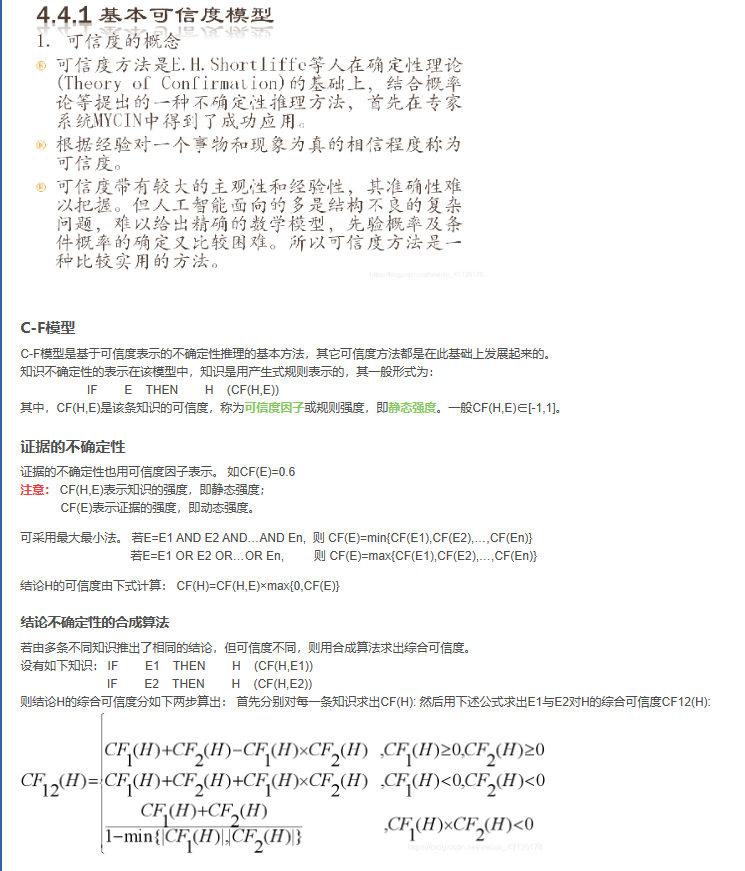 4.4.1 基本可信度模型
1. 可信度的概念
可信度方法是E.H.Shortliffe等人在确定性理论
(Theory of Confirmation)的基础上，结合概率
论等提出的一种不确定性推理方法，首先在专家
系统MYCIN中得到了成功应用。
根据经验对一个事物和现象为真的相信程度称为
可信度。
可信度带有较大的主观性和经验性，其准确性难
以把握。但人工智能面向的多是结构不良的复杂
问题，难以给出精确的数学模型，先验概率及条
件概率的确定又比较困难。所以可信度方法是一
种比较实用的方法。
C-F模型
C-F模型是基于可信度表示的不确定性推理的基本方法，其它可信度方法都是在此基础上发展起来的。
知识不确定性的表示在该模型中，知识是用产生式规则表示的，其一般形式为：
IF E THEN H (CF(H,E))
其中，CF(H,E)是该条知识的可信度，称为可信度因子或规则强度，即静态强度。一般CF(H,E)∈[-1,1]。
证据的不确定性
证据的不确定性也用可信度因子表示。 如CF(E)=0.6
注意： CF(H,E)表示知识的强度，即静态强度；
CF(E)表示证据的强度，即动态强度。
可采用最大最小法。 若E=E1 AND E2 AND…AND En, 则 CF(E)=min{CF(E1),CF(E2),…,CF(En)}
若E=E1 OR E2 OR…OR En, 则 CF(E)=max{CF(E1),CF(E2),…,CF(En)}
结论H的可信度由下式计算： CF(H)=CF(H,E)×max{0,CF(E)}
结论不确定性的合成算法
若由多条不同知识推出了相同的结论，但可信度不同，则用合成算法求出综合可信度。
设有如下知识： IF E1 THEN H (CF(H,E1))
IF E2 THEN H (CF(H,E2))
则结论H的综合可信度分如下两步算出： 首先分别对每一条知识求出CF(H): 然后用下述公式求出E1与E2对H的综合可信度CF12(H):
CF₁(H)+CF₂(H)−CF₁(H)×CF₂(H) ,CF₁(H)≥0,CF₂(H)≥0
CF₁₂(H)= CF₁(H)+CF₂(H)+CF₁(H)×CF₂(H) ,CF₁(H)<0,CF₂(H)<0
CF₁(H)+CF₂(H)
1−min{|CF₁(H)|,|CF₂(H)|} ,CF₁(H)×CF₂(H)<0